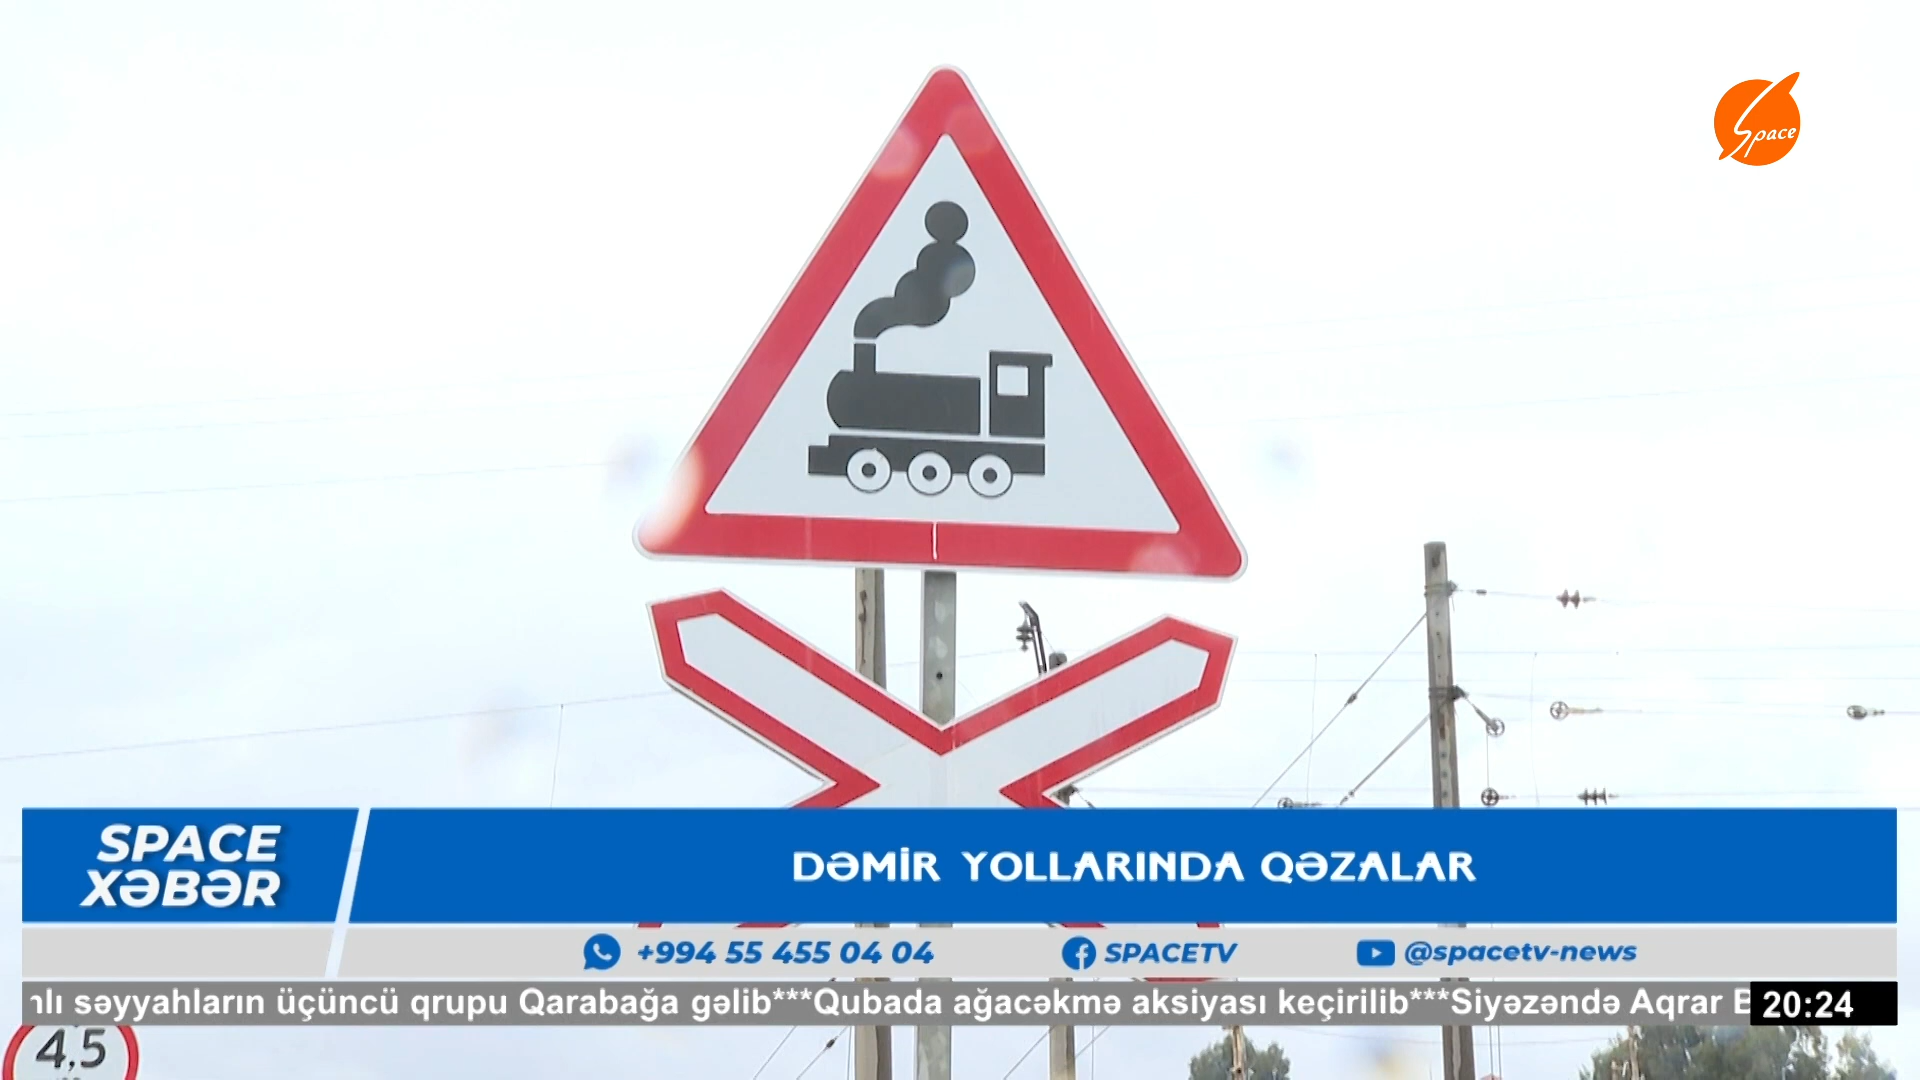 Space
SPACE
XƏBƏR
DƏMİR YOLLARINDA QƏZALAR
+994 55 455 04 04
SPACETV
@spacetv-news
səyyahların üçüncü qrupu Qarabağa gəlib***Qubada ağacəkmə aksiyası keçirilib***Siyəzəndə Aqrar
20:24
4,5